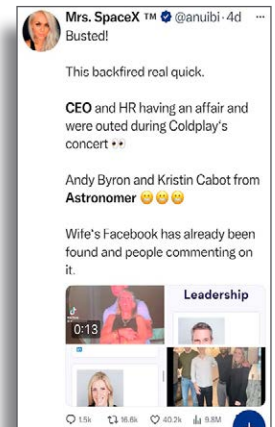 Mrs. SpaceX ™ @anuibi · 4d ...
Busted!
This backfired real quick.
CEO and HR having an affair and
were outed during Coldplay's
concert 👀
Andy Byron and Kristin Cabot from
Astronomer 😬😬😬
Wife's Facebook has already been
found and people commenting on
it.
Leadership
0:13
1.5k 16.6k 40.2k 9.8M